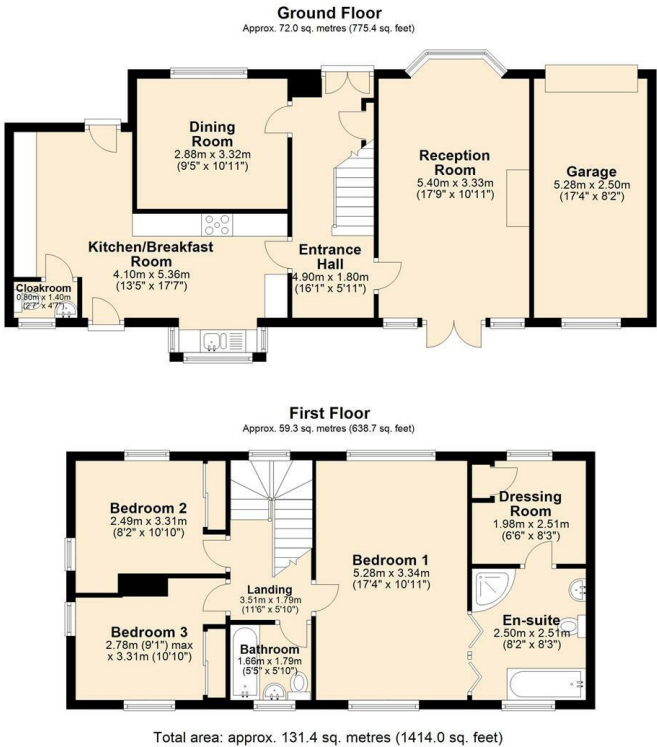 Ground Floor
Approx. 72.0 sq. metres (775.4 sq. feet)
Dining
Room
2.88m x 3.32m
(9'5" x 10'11")
Reception
Room
5.40m x 3.33m
(17'9" x 10'11")
Garage
5.28m x 2.50m
(17'4" x 8'2")
Kitchen/Breakfast
Room
4.10m x 5.36m
(13'5" x 17'7")
Entrance
Hall
4.90m x 1.80m
(16'1" x 5'11")
Cloakroom
0.80m x 1.40m
(2'7" x 4'7")
First Floor
Approx. 59.3 sq. metres (638.7 sq. feet)
Bedroom 2
2.49m x 3.31m
(8'2" x 10'10")
Dressing
Room
1.98m x 2.51m
(6'6" x 8'3")
Bedroom 1
5.28m x 3.34m
(17'4" x 10'11")
Landing
3.51m x 1.79m
(11'6" x 5'10")
Bedroom 3
2.78m (9'1") max
x 3.31m (10'10")
Bathroom
1.66m x 1.79m
(5'5" x 5'10")
En-suite
2.50m x 2.51m
(8'2" x 8'3")
Total area: approx. 131.4 sq. metres (1414.0 sq. feet)